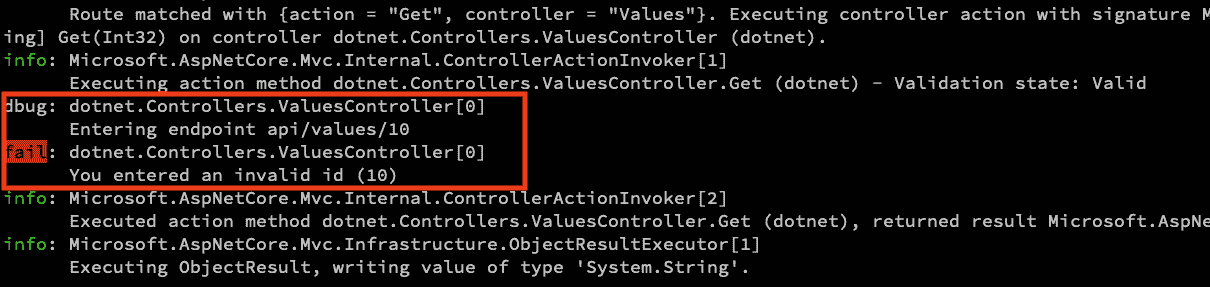 Route matched with {action = "Get", controller = "Values"}. Executing controller action with signature M
ing] Get(Int32) on controller dotnet.Controllers.ValuesController (dotnet).
info: Microsoft.AspNetCore.Mvc.Internal.ControllerActionInvoker[1]
Executing action method dotnet.Controllers.ValuesController.Get (dotnet) - Validation state: Valid
dbug: dotnet.Controllers.ValuesController[0]
Entering endpoint api/values/10
fail: dotnet.Controllers.ValuesController[0]
You entered an invalid id (10)
info: Microsoft.AspNetCore.Mvc.Internal.ControllerActionInvoker[2]
Executed action method dotnet.Controllers.ValuesController.Get (dotnet), returned result Microsoft.AspNe
info: Microsoft.AspNetCore.Mvc.Infrastructure.ObjectResultExecutor[1]
Executing ObjectResult, writing value of type 'System.String'.